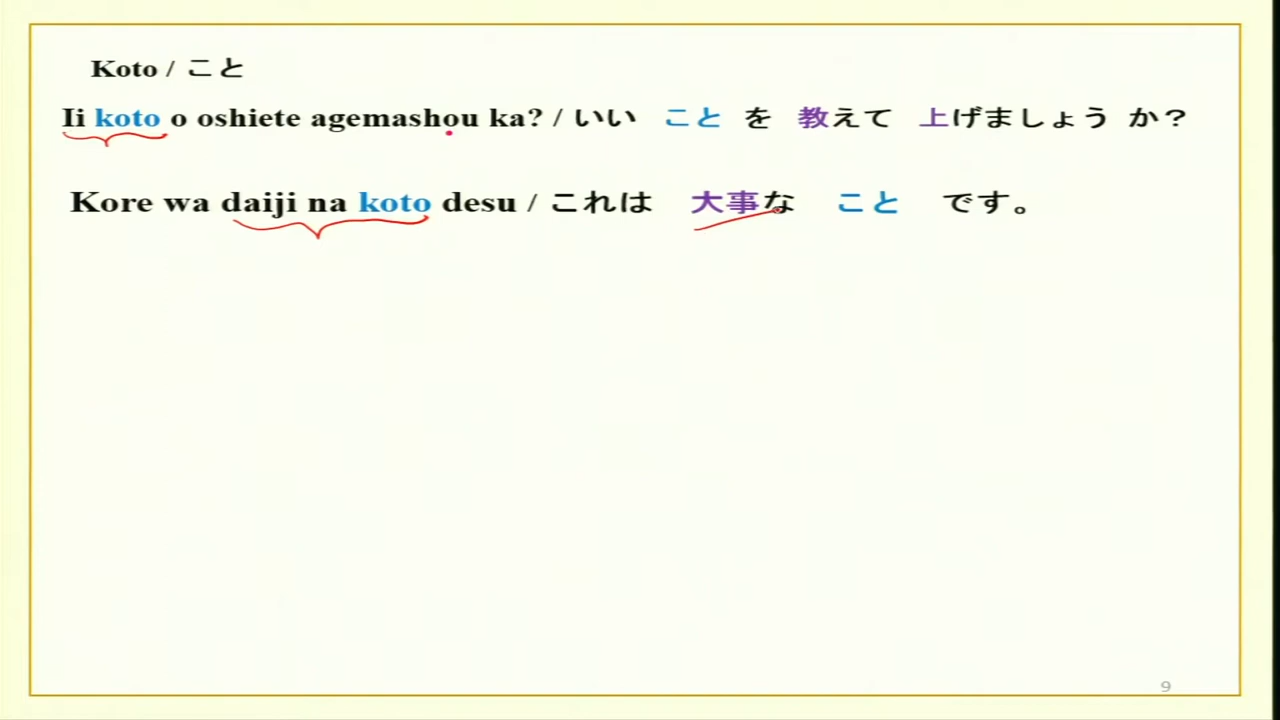 Koto / こと
Ii koto o oshiete agemashou ka? / いい こと を 教えて 上げましょう か？
Kore wa daiji na koto desu / これは 大事な こと です。
9